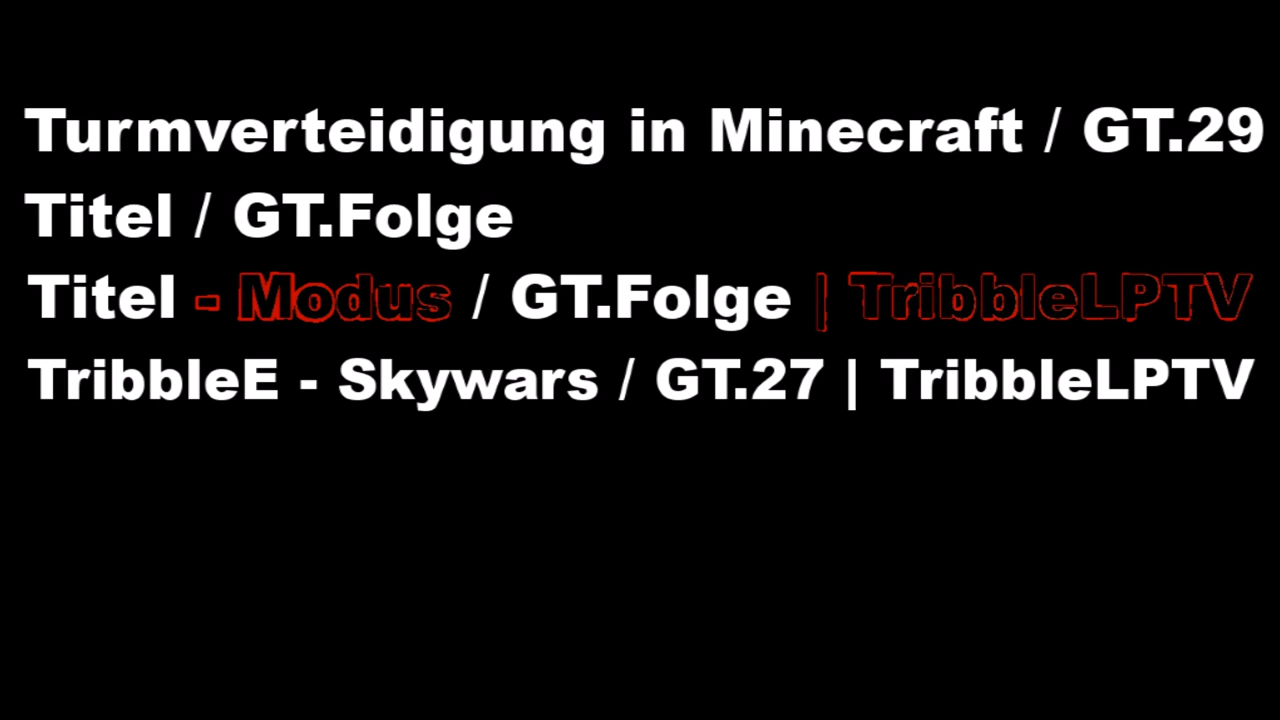 Turmverteidigung in Minecraft / GT.29
Titel / GT.Folge
Titel - Modus / GT.Folge | TribbleLPTV
TribbleE - Skywars / GT.27 | TribbleLPTV